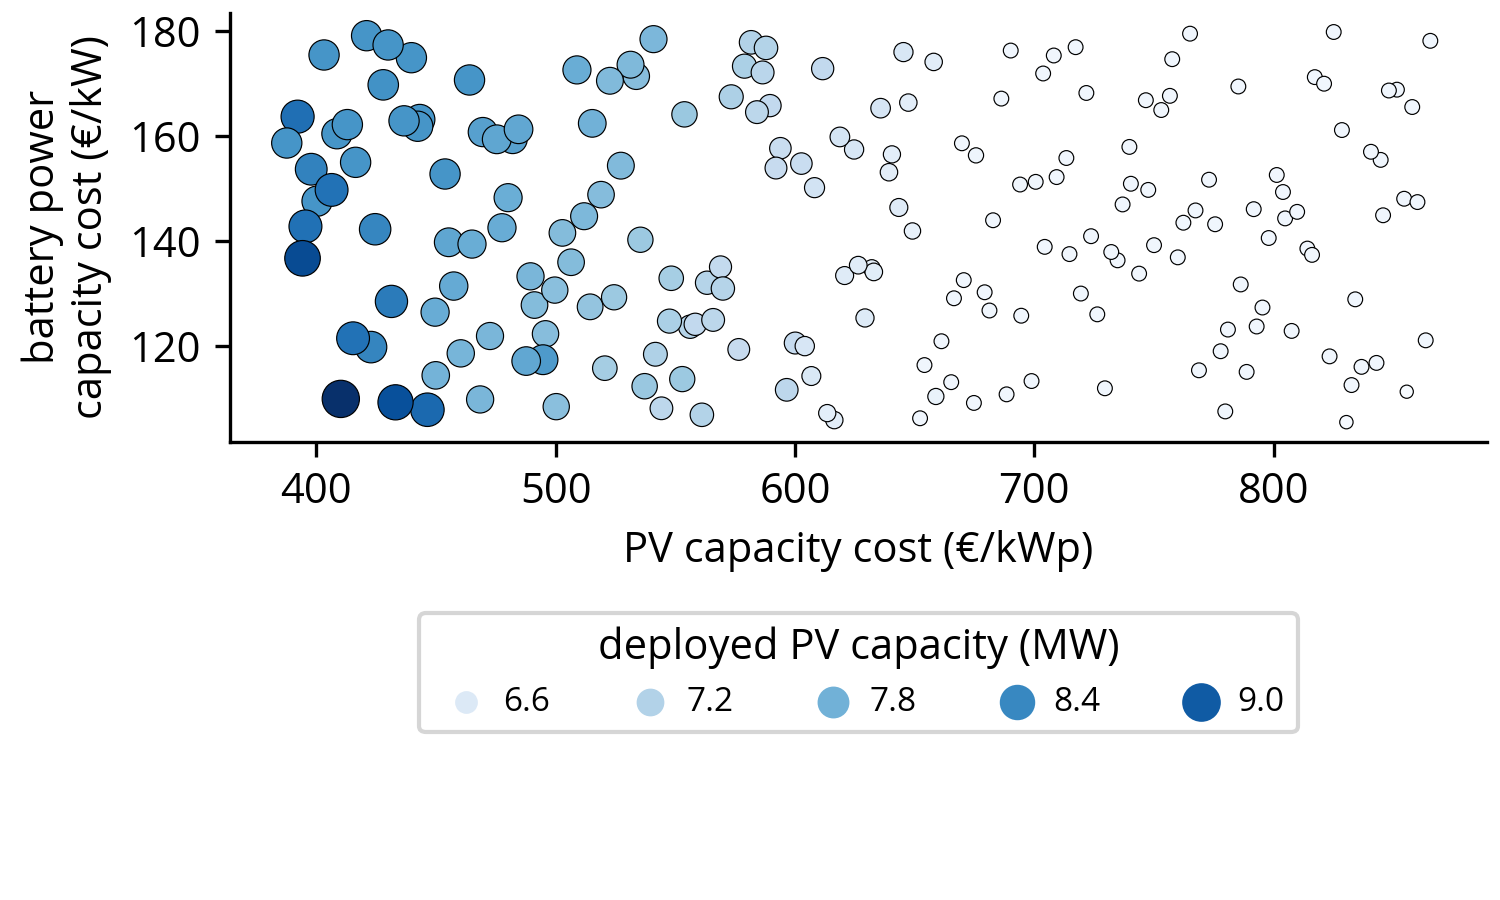 battery power
capacity cost (€/kW)
180
160
140
120
400 500 600 700 800
PV capacity cost (€/kWp)
deployed PV capacity (MW)
6.6 7.2 7.8 8.4 9.0